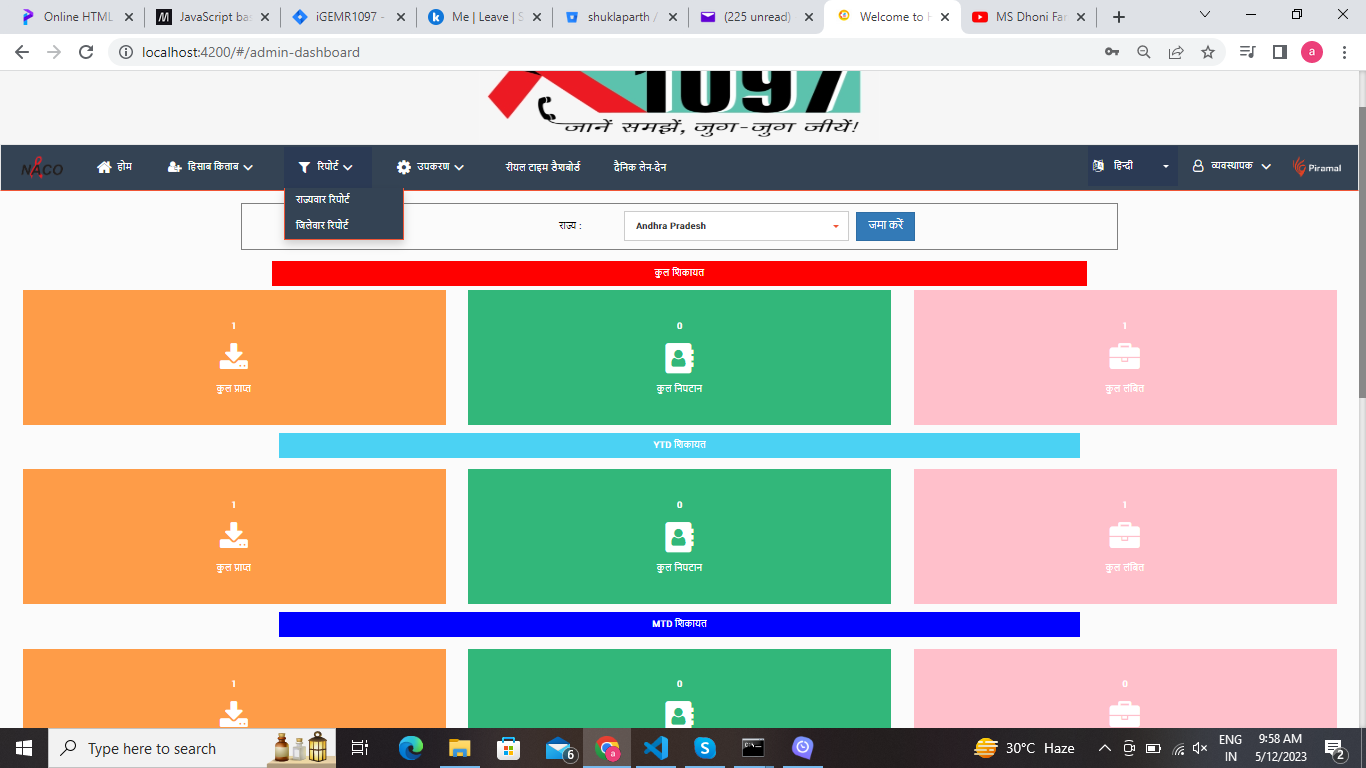 Online HTML
JavaScript ba
iGEMR1097 -
Me | Leave | S
shuklaparth /
(225 unread)
Welcome to H
MS Dhoni Far
localhost:4200/#/admin-dashboard
a
1097
जानें समझें, जुग-जुग जीयें!
NACO
होम
हिसाब किताब
रिपोर्ट
उपकरण
रीयल टाइम डैशबोर्ड
दैनिक लेन-देन
हिन्दी
व्यवस्थापक
Piramal
राज्यवार रिपोर्ट
जिलेवार रिपोर्ट
राज्य :
Andhra Pradesh
जमा करें
कुल शिकायत
1
0
1
कुल प्राप्त
कुल निपटान
कुल लंबित
YTD शिकायत
1
0
1
कुल प्राप्त
कुल निपटान
कुल लंबित
MTD शिकायत
1
0
0
Type here to search
6
a
30°C Haze
ENG
IN
9:58 AM
5/12/2023
2